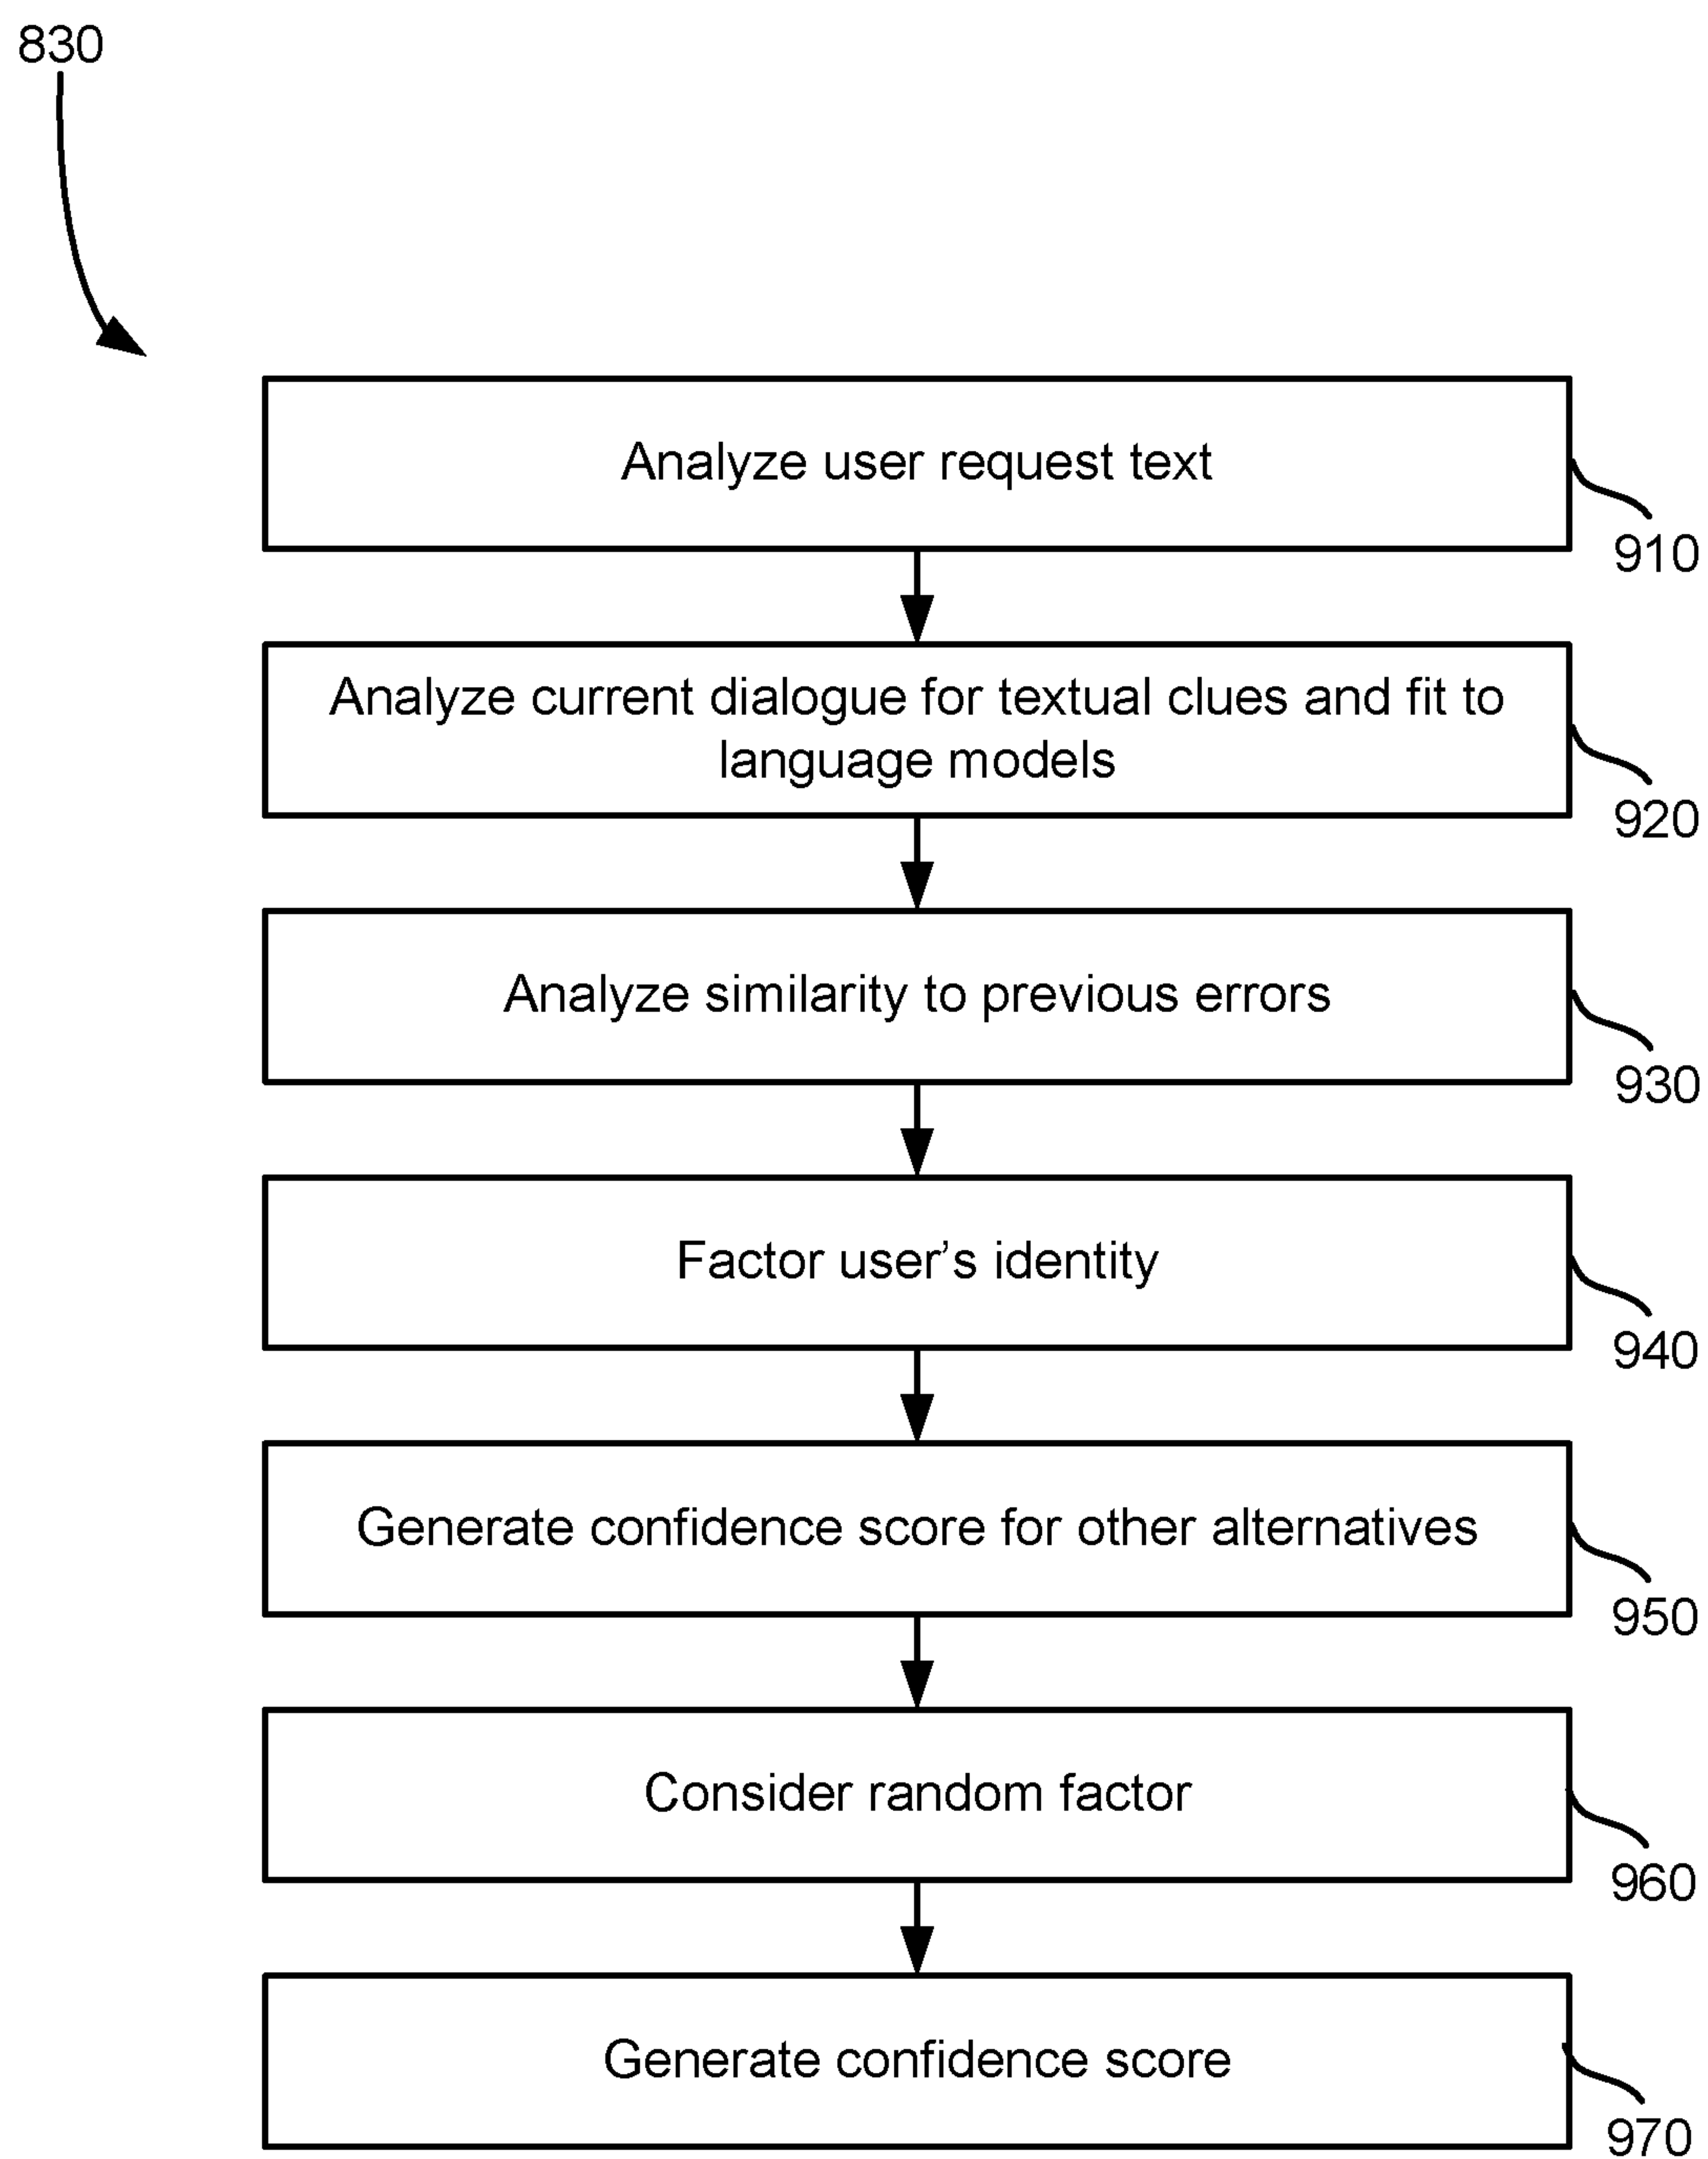 830
Analyze user request text
910
Analyze current dialogue for textual clues and fit to
language models
920
Analyze similarity to previous errors
930
Factor user’s identity
940
Generate confidence score for other alternatives
950
Consider random factor
960
Generate confidence score
970